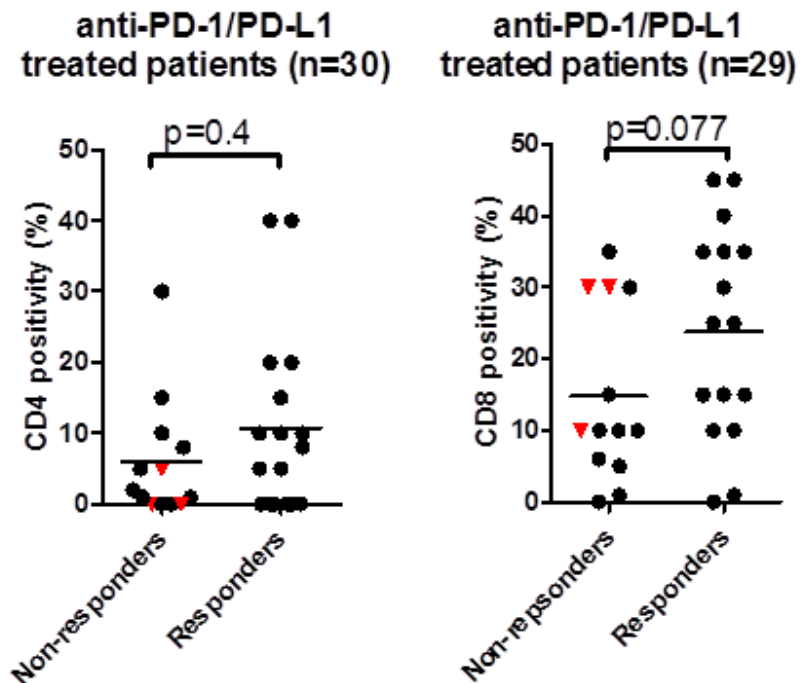 anti-PD-1/PD-L1
treated patients (n=30)
p=0.4
CD4 positivity (%)
50
40
30
20
10
0
Non-responders
Responders
anti-PD-1/PD-L1
treated patients (n=29)
p=0.077
CD8 positivity (%)
50
40
30
20
10
0
Non-repsonders
Responders